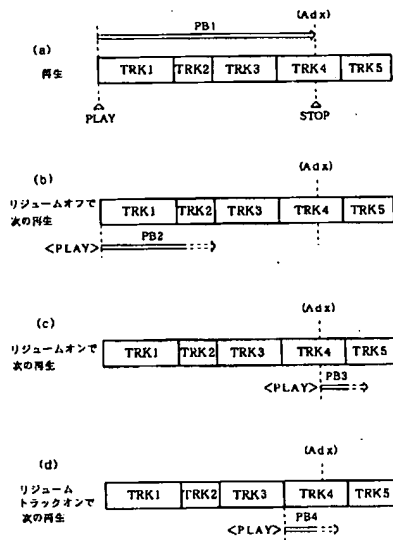 (Adx)
PB1
(a)
再生
TRK1 TRK2 TRK3 TRK4 TRK5
PLAY STOP
(b)
(Adx)
リジュームオフで
次の再生
TRK1 TRK2 TRK3 TRK4 TRK5
<PLAY> PB2
(c)
(Adx)
リジュームオンで
次の再生
TRK1 TRK2 TRK3 TRK4 TRK5
<PLAY> PB3
(d)
(Adx)
リジューム
トラックオンで
次の再生
TRK1 TRK2 TRK3 TRK4 TRK5
<PLAY> PB4